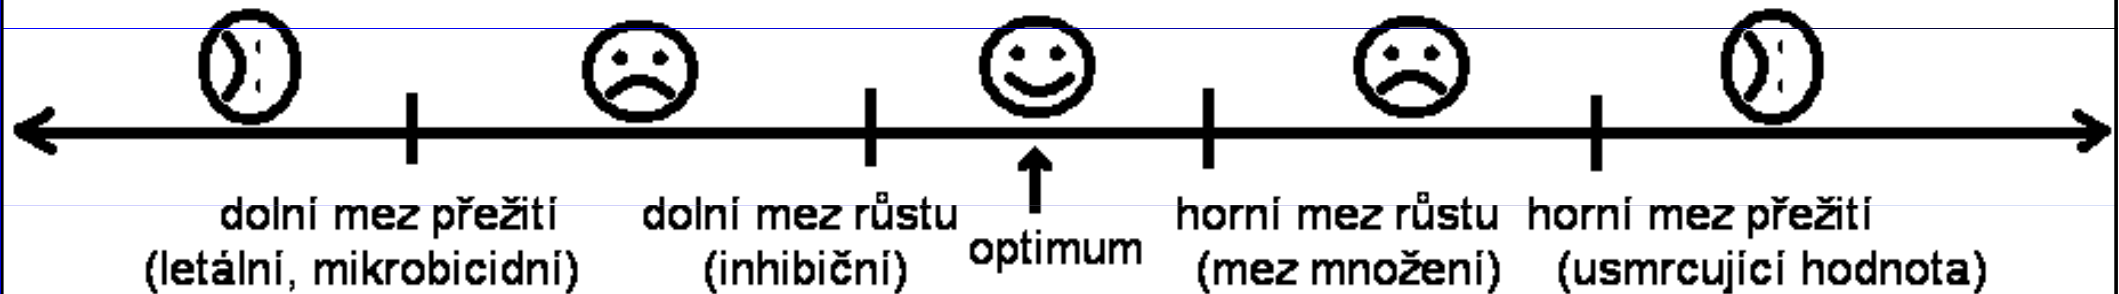 dolní mez přežití
(letální, mikrobicidní)
dolní mez růstu
(inhibiční)
optimum
horní mez růstu
(mez množení)
horní mez přežití
(usmrcující hodnota)